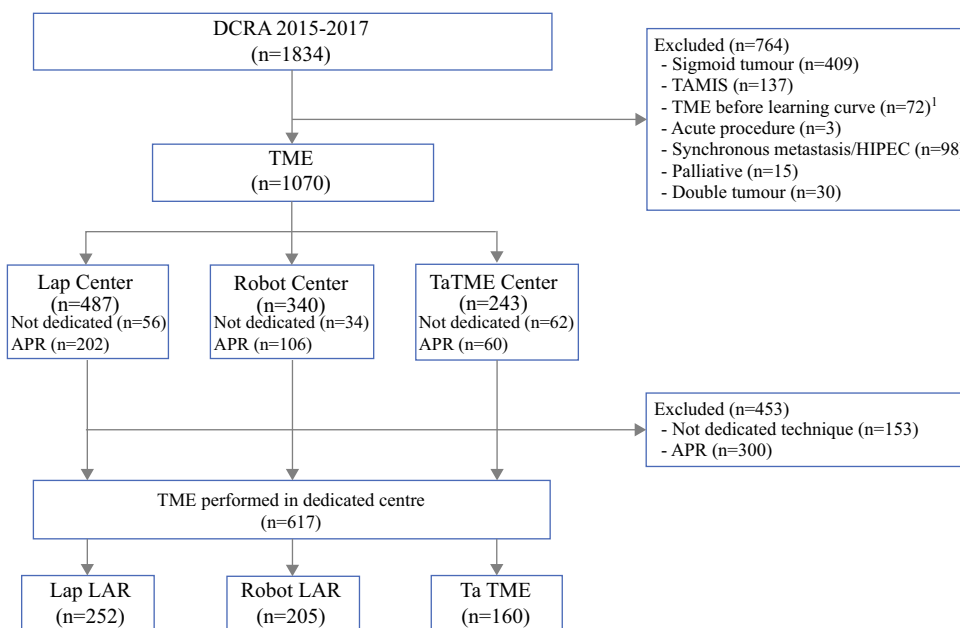 DCRA 2015-2017
(n=1834)
Excluded (n=764)
- Sigmoid tumour (n=409)
- TAMIS (n=137)
- TME before learning curve (n=72)1
- Acute procedure (n=3)
- Synchronous metastasis/HIPEC (n=98
- Palliative (n=15)
- Double tumour (n=30)
TME
(n=1070)
Lap Center
(n=487)
Not dedicated (n=56)
APR (n=202)
Robot Center
(n=340)
Not dedicated (n=34)
APR (n=106)
TaTME Center
(n=243)
Not dedicated (n=62)
APR (n=60)
Excluded (n=453)
- Not dedicated technique (n=153)
- APR (n=300)
TME performed in dedicated centre
(n=617)
Lap LAR
(n=252)
Robot LAR
(n=205)
Ta TME
(n=160)